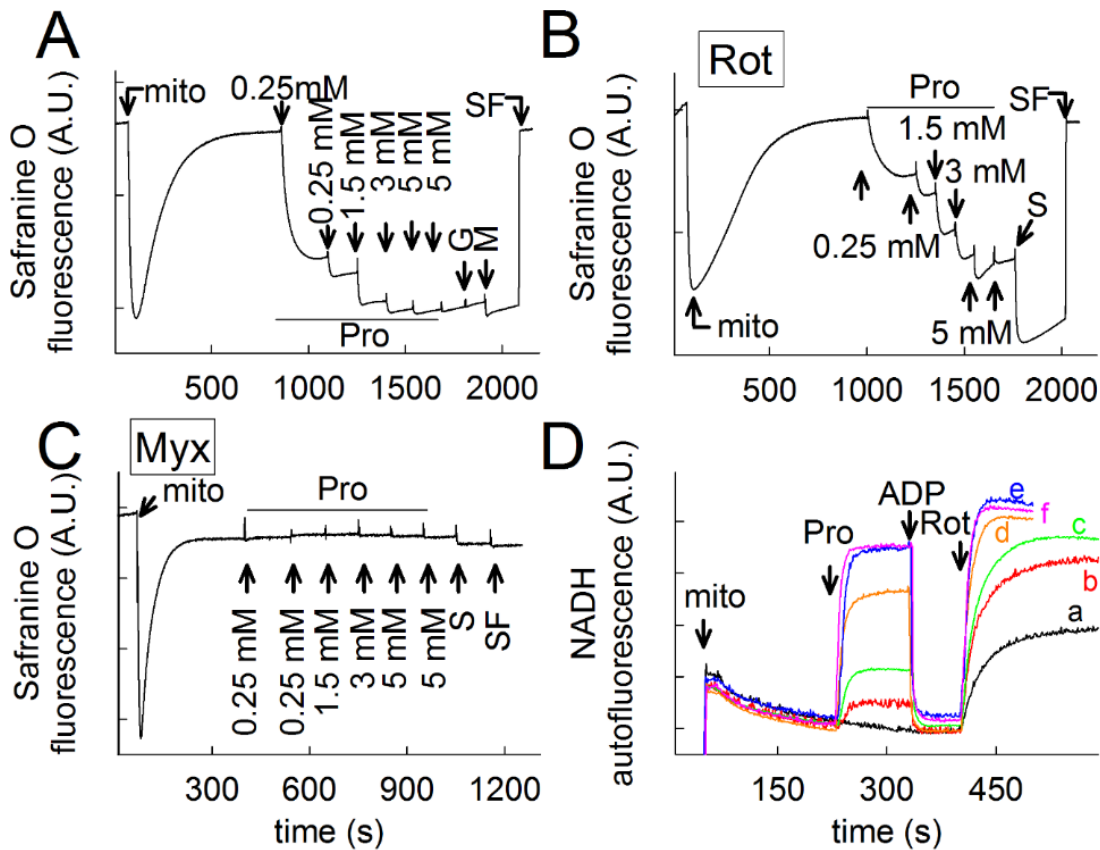 A
Safranine O
fluorescence (A.U.)
mito
0.25mM
0.25 mM
1.5 mM
3 mM
5 mM
5 mM
G
M
SF
Pro
500
1000
1500
2000
B
Rot
Safranine O
fluorescence (A.U.)
Pro
SF
1.5 mM
3 mM
S
0.25 mM
mito
5 mM
500
1000
1500
2000
C
Myx
Safranine O
fluorescence (A.U.)
mito
Pro
0.25 mM
0.25 mM
1.5 mM
3 mM
5 mM
5 mM
S
SF
300
600
900
1200
time (s)
D
NADH
autofluorescence (A.U.)
mito
Pro
ADP
Rot
e
f
d
c
b
a
150
300
450
time (s)